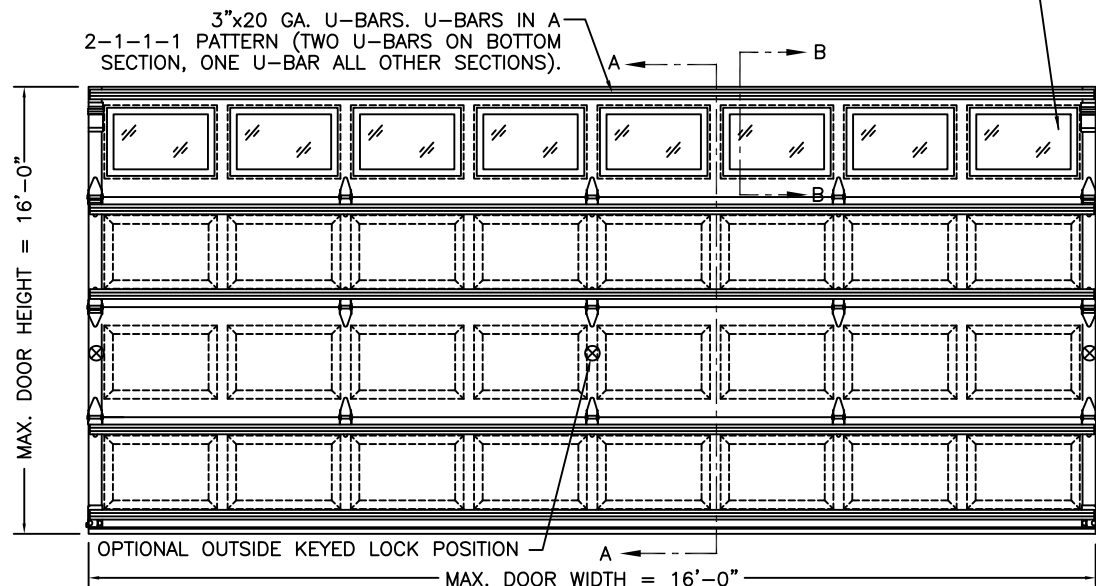 3”x20 GA. U–BARS. U–BARS IN A
2–1–1–1 PATTERN (TWO U–BARS ON BOTTOM
SECTION, ONE U–BAR ALL OTHER SECTIONS).
A
B
B
MAX. DOOR HEIGHT = 16’–0”
OPTIONAL OUTSIDE KEYED LOCK POSITION
A
MAX. DOOR WIDTH = 16’–0”